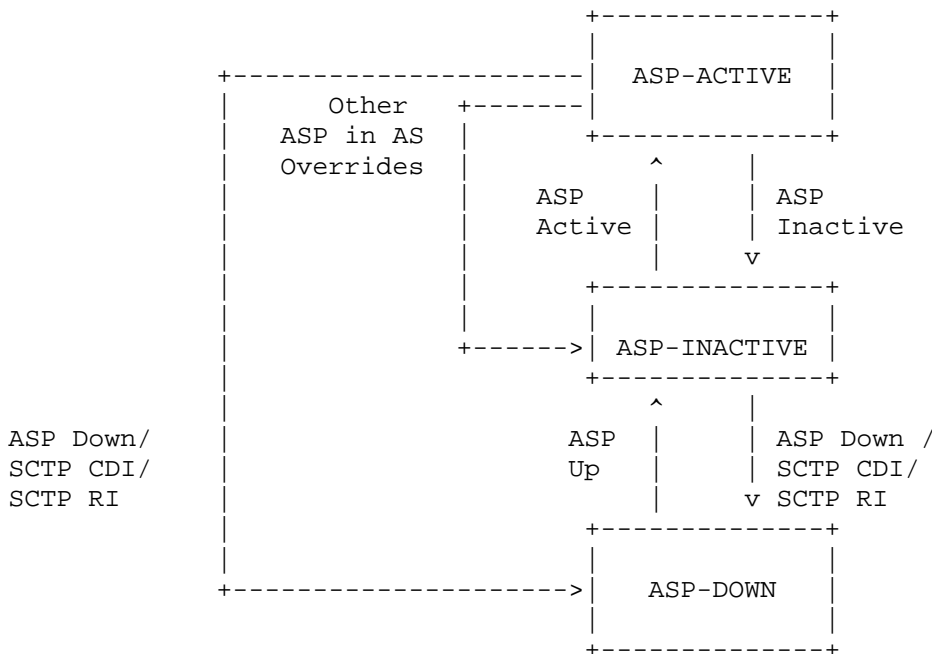 ASP-ACTIVE
Other
ASP in AS
Overrides
ASP
Active
ASP
Inactive
ASP-INACTIVE
ASP Down/
SCTP CDI/
SCTP RI
ASP
Up
ASP Down /
SCTP CDI/
SCTP RI
ASP-DOWN